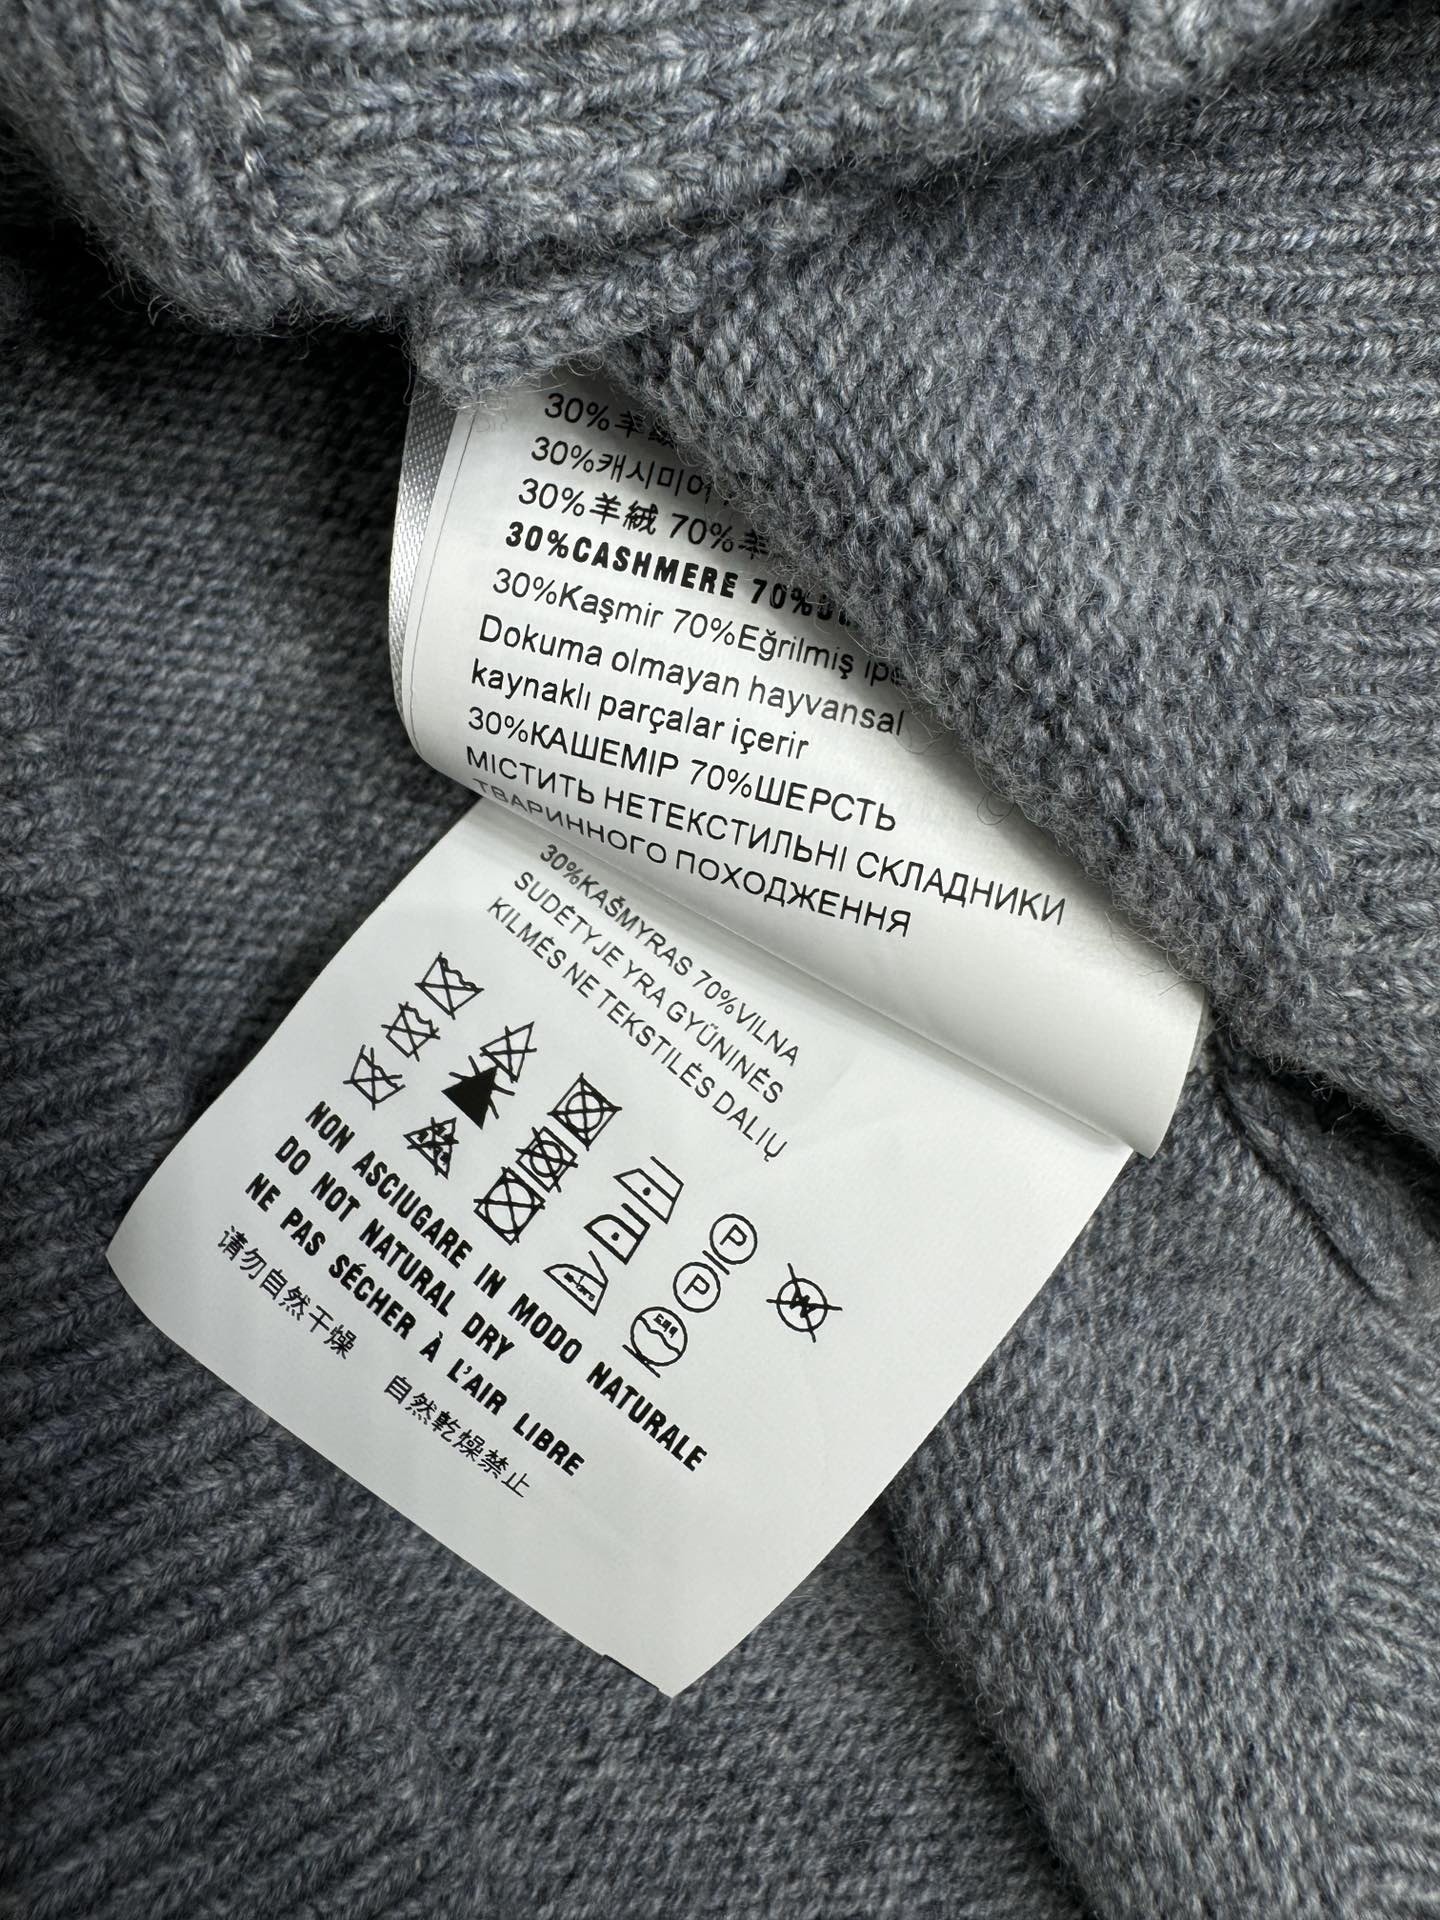 30%羊絨
30%캐시미어
30%羊絨 70%羊
30%CASHMERE 70%
30%Kaşmir 70%Eğrilmiş
Dokuma olmayan hayvansal
kaynaklı parçalar içerir
30%КАШЕМІР 70%ШЕРСТЬ
МІСТИТЬ НЕТЕКСТИЛЬНІ СКЛАДНИКИ
ТВАРИННОГО ПОХОДЖЕННЯ
30%KAŠMYRAS 70%VILNA
SUDĖTYJE YRA GYŪNINĖS
KILMĖS NE TEKSTILĖS DALIŲ
P
P
W
NON ASCIUGARE IN MODO NATURALE
DO NOT NATURAL DRY
NE PAS SÉCHER À L'AIR LIBRE
请勿自然干燥 自然乾燥禁止